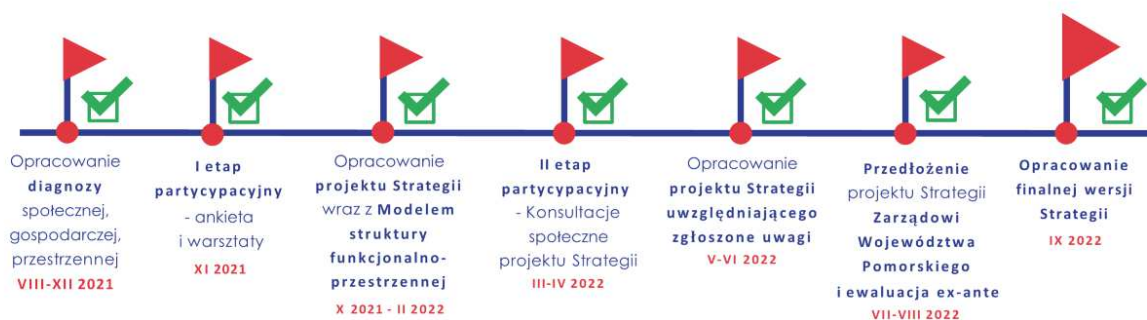 Opracowanie
diagnozy
społecznej,
gospodarczej,
przestrzennej
VIII-XII 2021
I etap
partycypacyjny
- ankieta
i warsztaty
XI 2021
Opracowanie
projektu Strategii
wraz z Modelem
struktury
funkcjonalno-
przestrzennej
X 2021 - II 2022
II etap
partycypacyjny
- Konsultacje
społeczne
projektu Strategii
III-IV 2022
Opracowanie
projektu Strategii
uwzględniającego
zgłoszone uwagi
V-VI 2022
Przedłożenie
projektu Strategii
Zarządowi
Województwa
Pomorskiego
i ewaluacja ex-ante
VII-VIII 2022
Opracowanie
finalnej wersji
Strategii
IX 2022